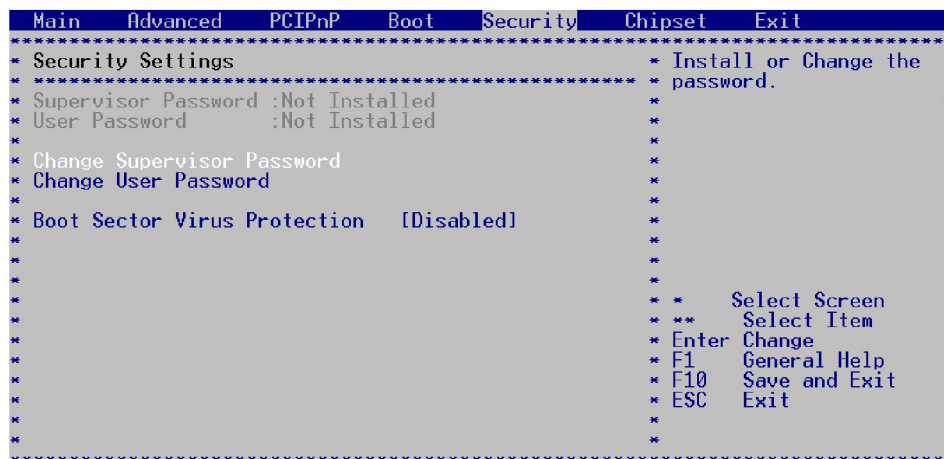 Main Advanced PCIPnP Boot Security Chipset Exit
********************************************************************************
* Security Settings * Install or Change the
* *************************************************** * password.
* Supervisor Password :Not Installed *
* User Password :Not Installed *
* *
* Change Supervisor Password *
* Change User Password *
* *
* Boot Sector Virus Protection [Disabled] *
* *
* *
* *
* * * Select Screen
* * ** Select Item
* * Enter Change
* * F1 General Help
* * F10 Save and Exit
* * ESC Exit
* *
* *